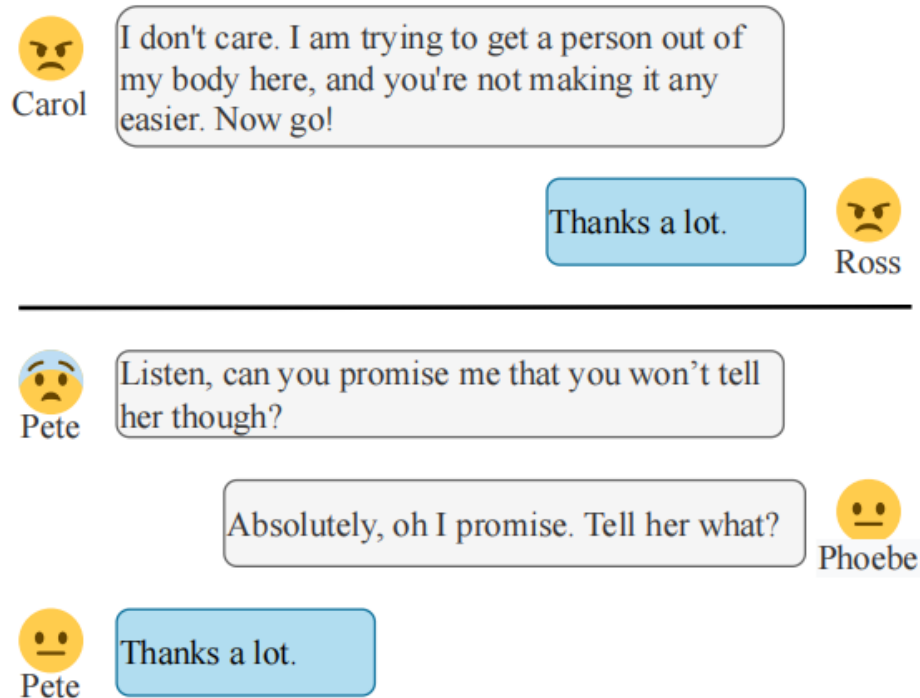 I don't care. I am trying to get a person out of
my body here, and you're not making it any
easier. Now go!
Carol
Thanks a lot.
Ross
Listen, can you promise me that you won’t tell
her though?
Pete
Absolutely, oh I promise. Tell her what?
Phoebe
Thanks a lot.
Pete